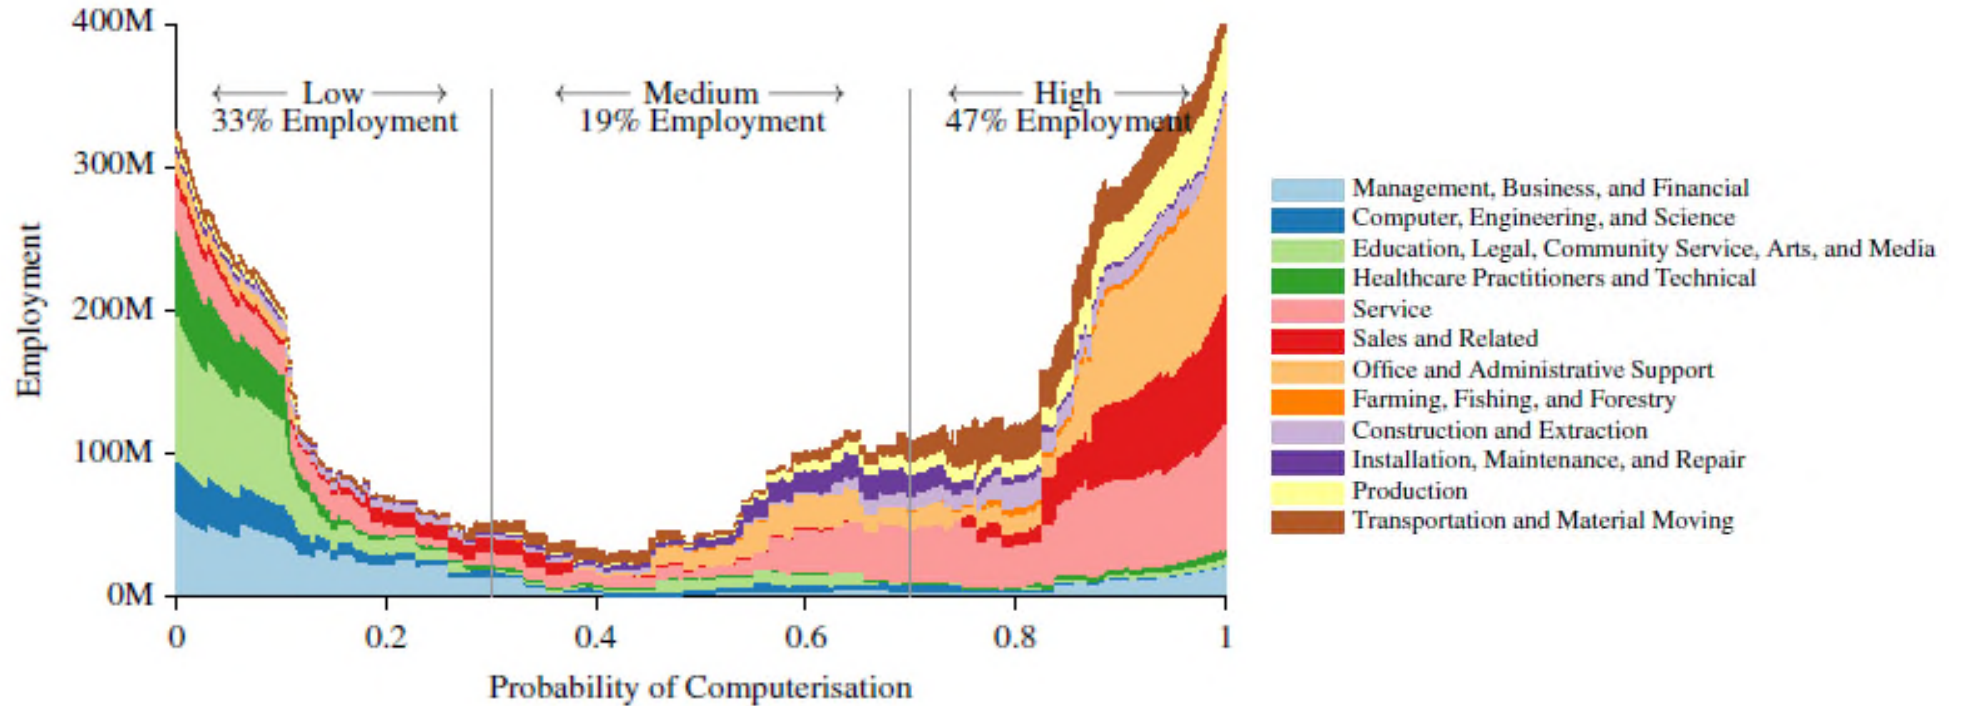 400M
300M
200M
100M
0M
Employment
Low
33% Employment
Medium
19% Employment
High
47% Employment
0 0.2 0.4 0.6 0.8 1
Probability of Computerisation
Management, Business, and Financial
Computer, Engineering, and Science
Education, Legal, Community Service, Arts, and Media
Healthcare Practitioners and Technical
Service
Sales and Related
Office and Administrative Support
Farming, Fishing, and Forestry
Construction and Extraction
Installation, Maintenance, and Repair
Production
Transportation and Material Moving